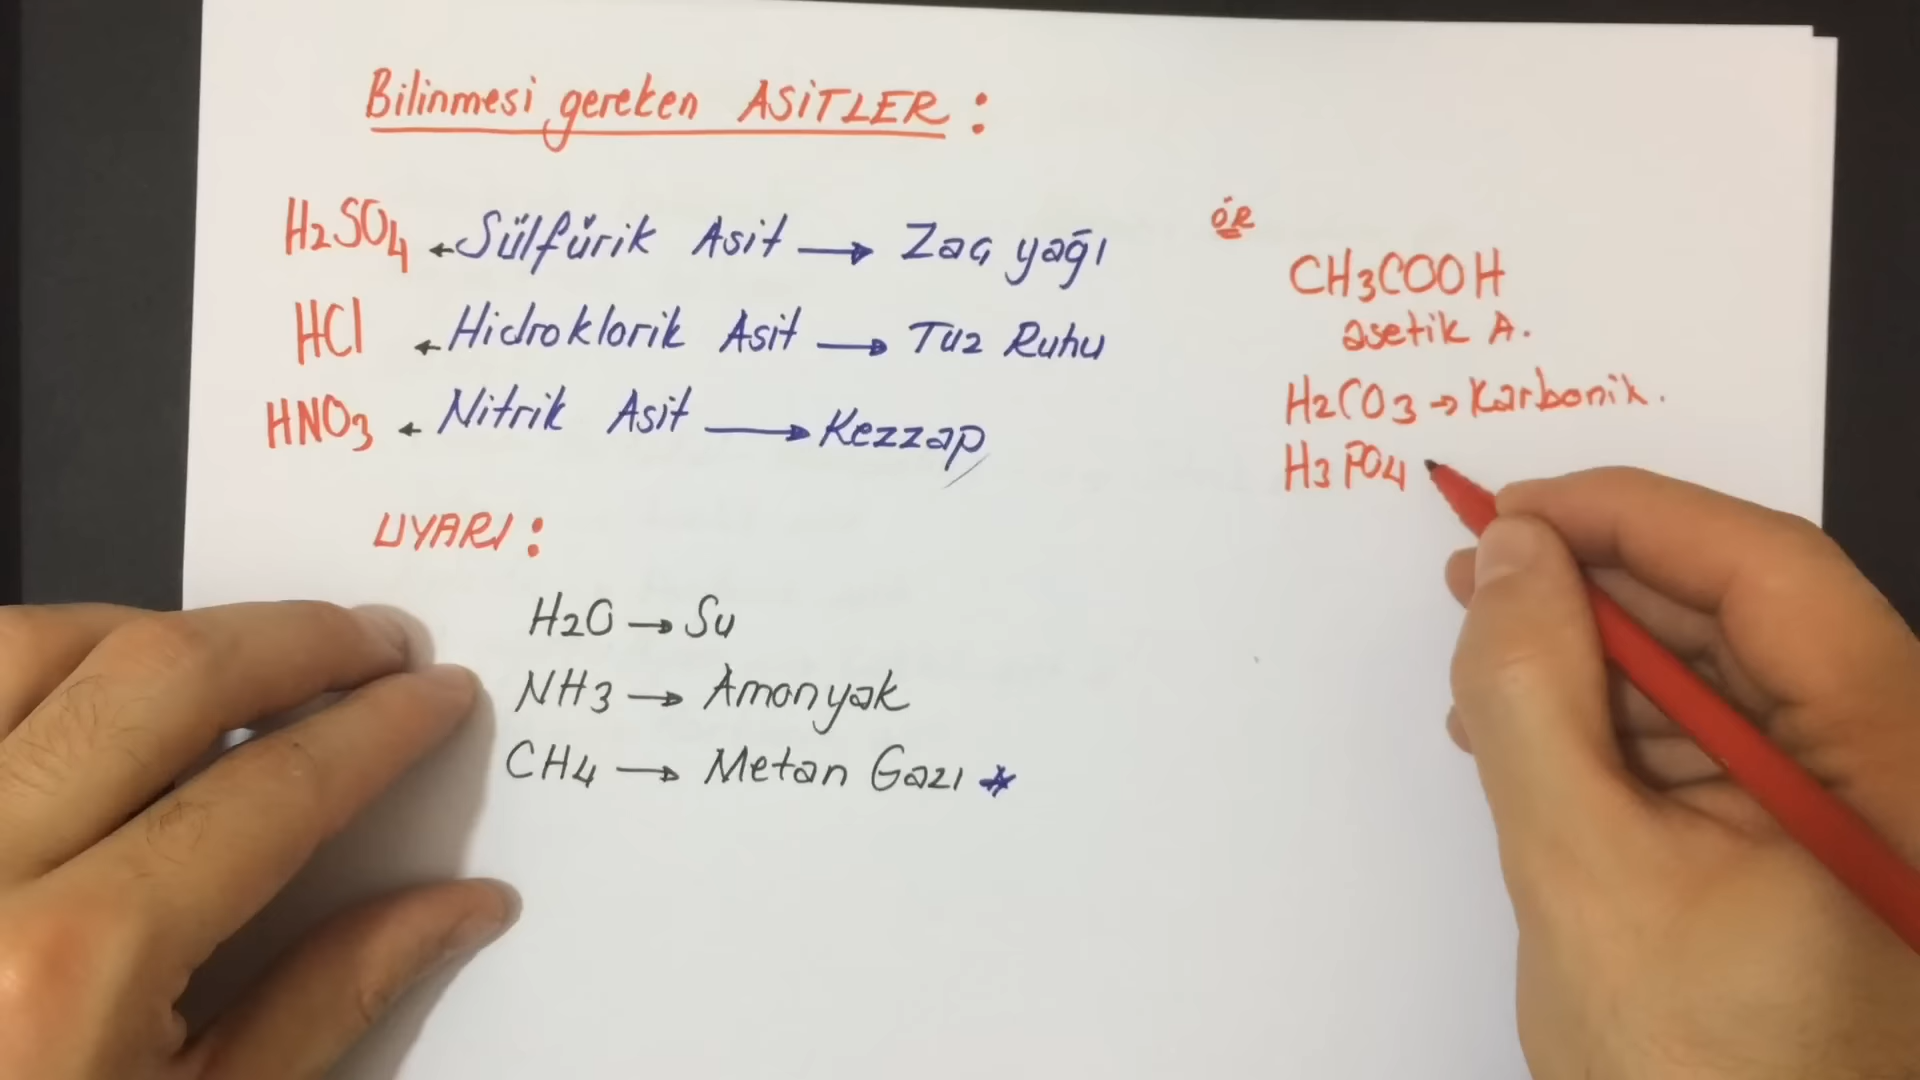 Bilinmesi gereken ASİTLER :
H2SO4 ← Sülfürik Asit → Zaç yağı
HCl ← Hidroklorik Asit → Tuz Ruhu
HNO3 ← Nitrik Asit → Kezzap
UYARI :
H2O → Su
NH3 → Amonyak
CH4 → Metan Gazı *
ÖR
CH3COOH
asetik A.
H2CO3 → Karbonik.
H3PO4